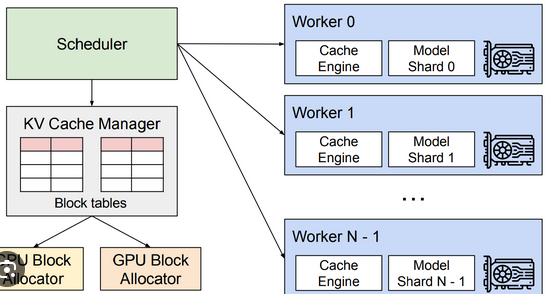 Scheduler
KV Cache Manager
Block tables
PU Block
Allocator
GPU Block
Allocator
Worker 0
Cache
Engine
Model
Shard 0
Worker 1
Cache
Engine
Model
Shard 1
...
Worker N - 1
Cache
Engine
Model
Shard N - 1